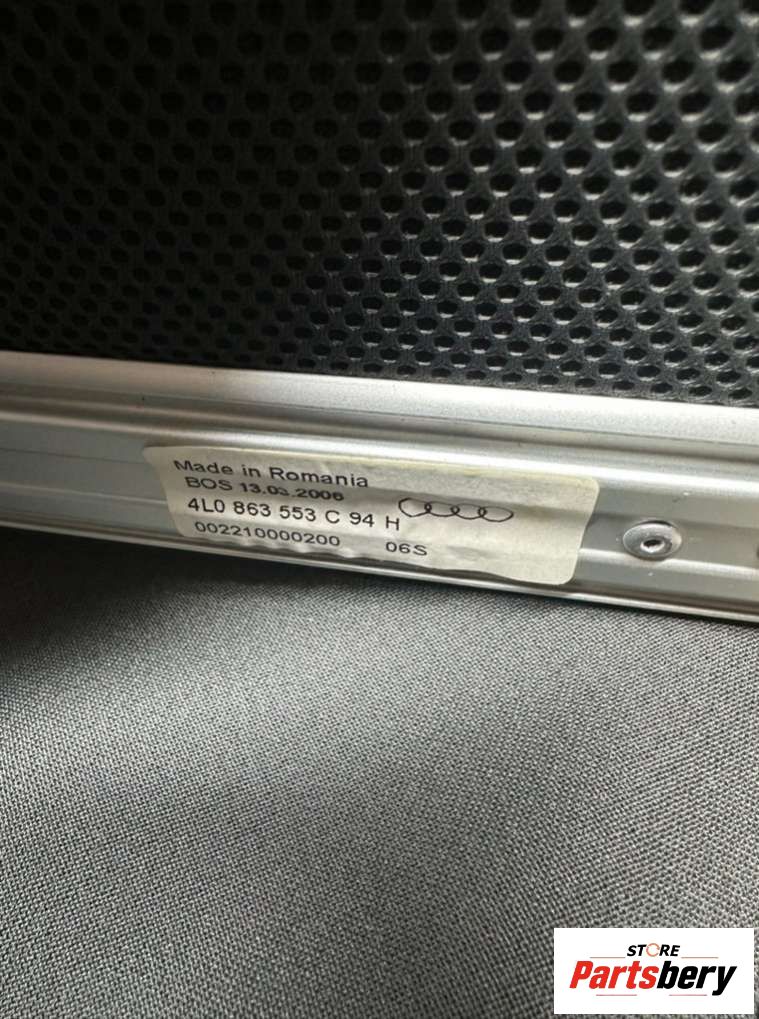 Made in Romania
BOS 13.03.2006
4L0 863 553 C 94 H
002210000200 06S
STORE
Partsbery